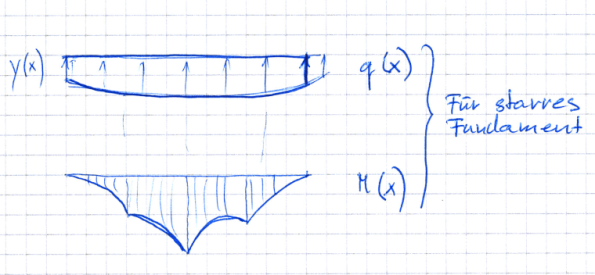 y(x)
q(x)
Für starres
Fundament
M(x)